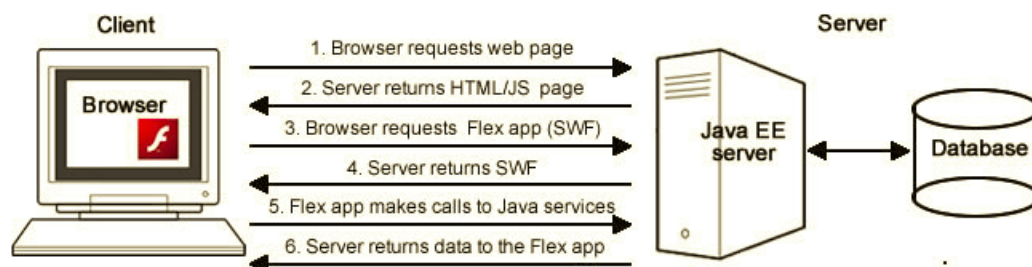 Client
Server
1. Browser requests web page
2. Server returns HTML/JS page
Browser
3. Browser requests Flex app (SWF)
Java EE
server
Database
4. Server returns SWF
5. Flex app makes calls to Java services
6. Server returns data to the Flex app